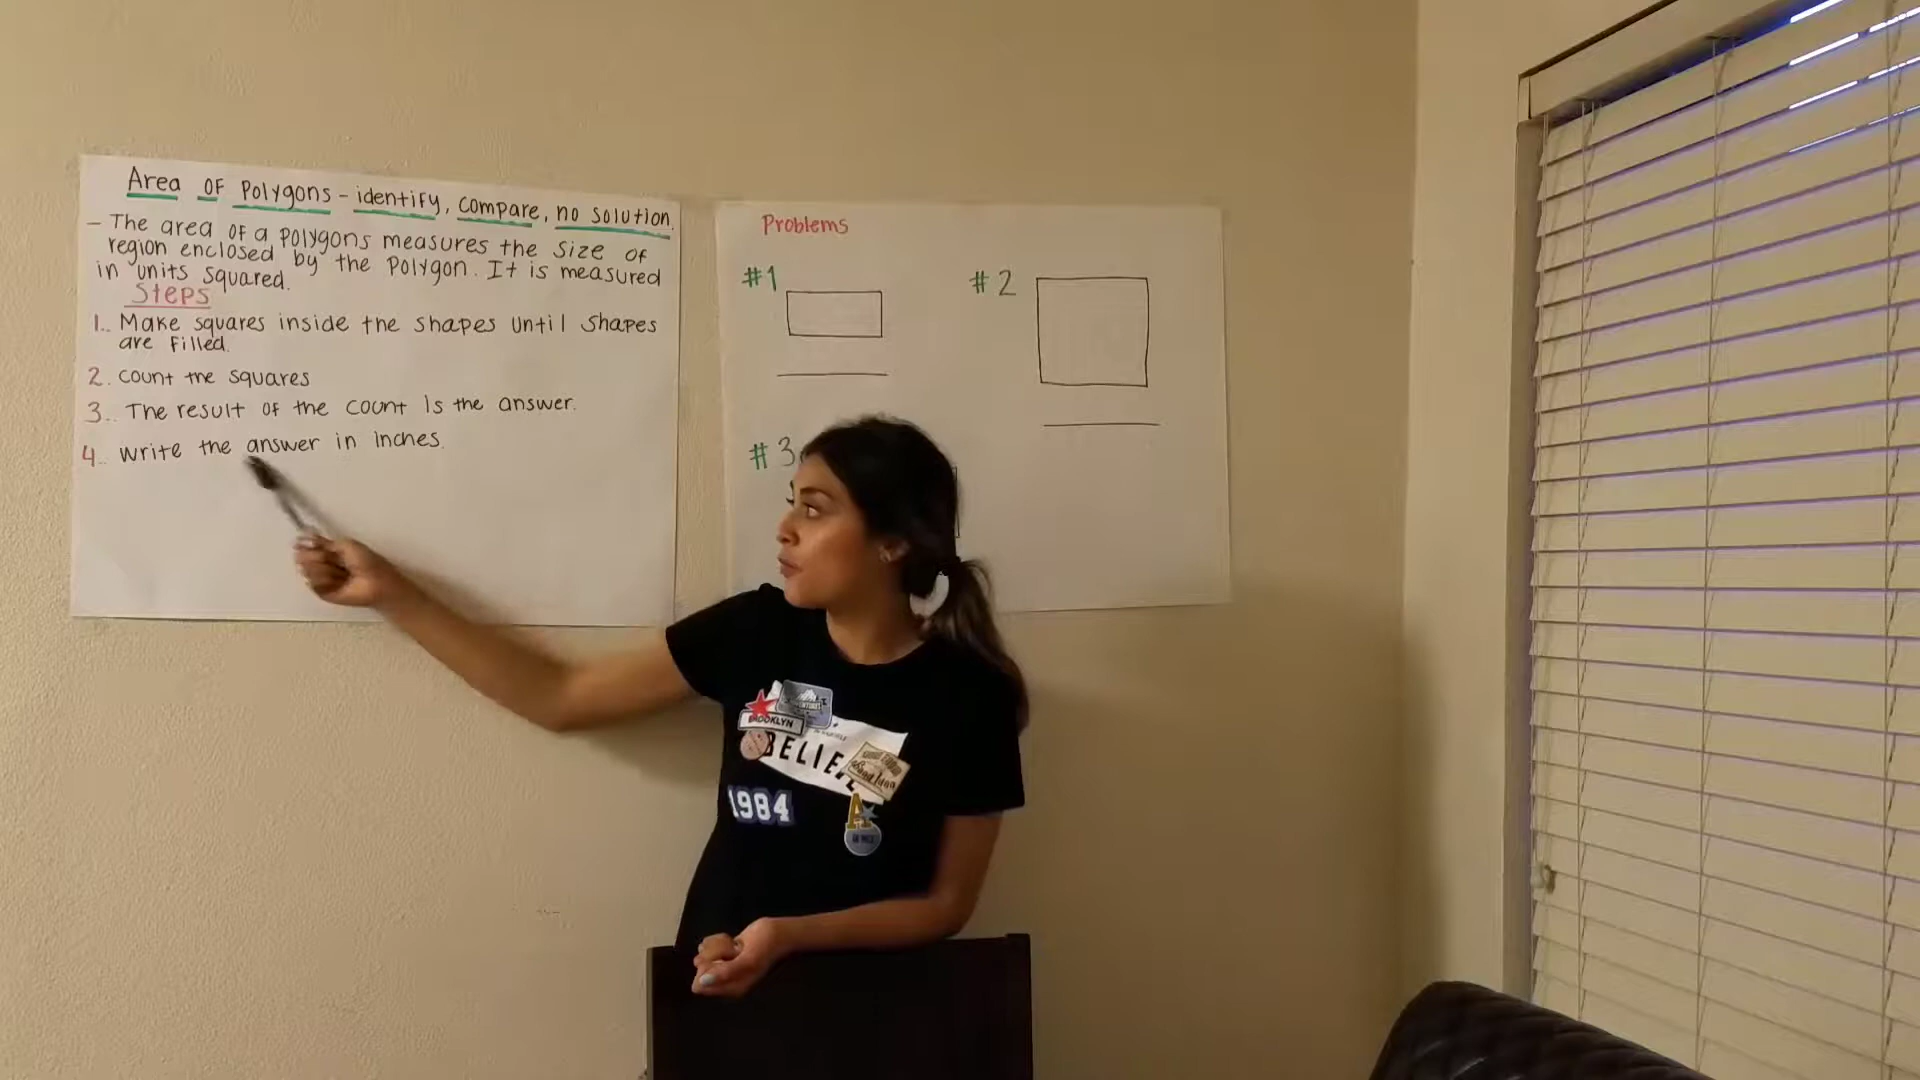 Area of Polygons - identify, compare, no solution.
- The area of a polygons measures the size of
region enclosed by the polygon. It is measured
in units squared.
Steps
1.. Make squares inside the shapes until shapes
are filled.
2. count the squares
3.. The result of the count is the answer.
4.. Write the answer in inches.
Problems
#1
#2
#3
BROOKLYN
BELIE
1984
A